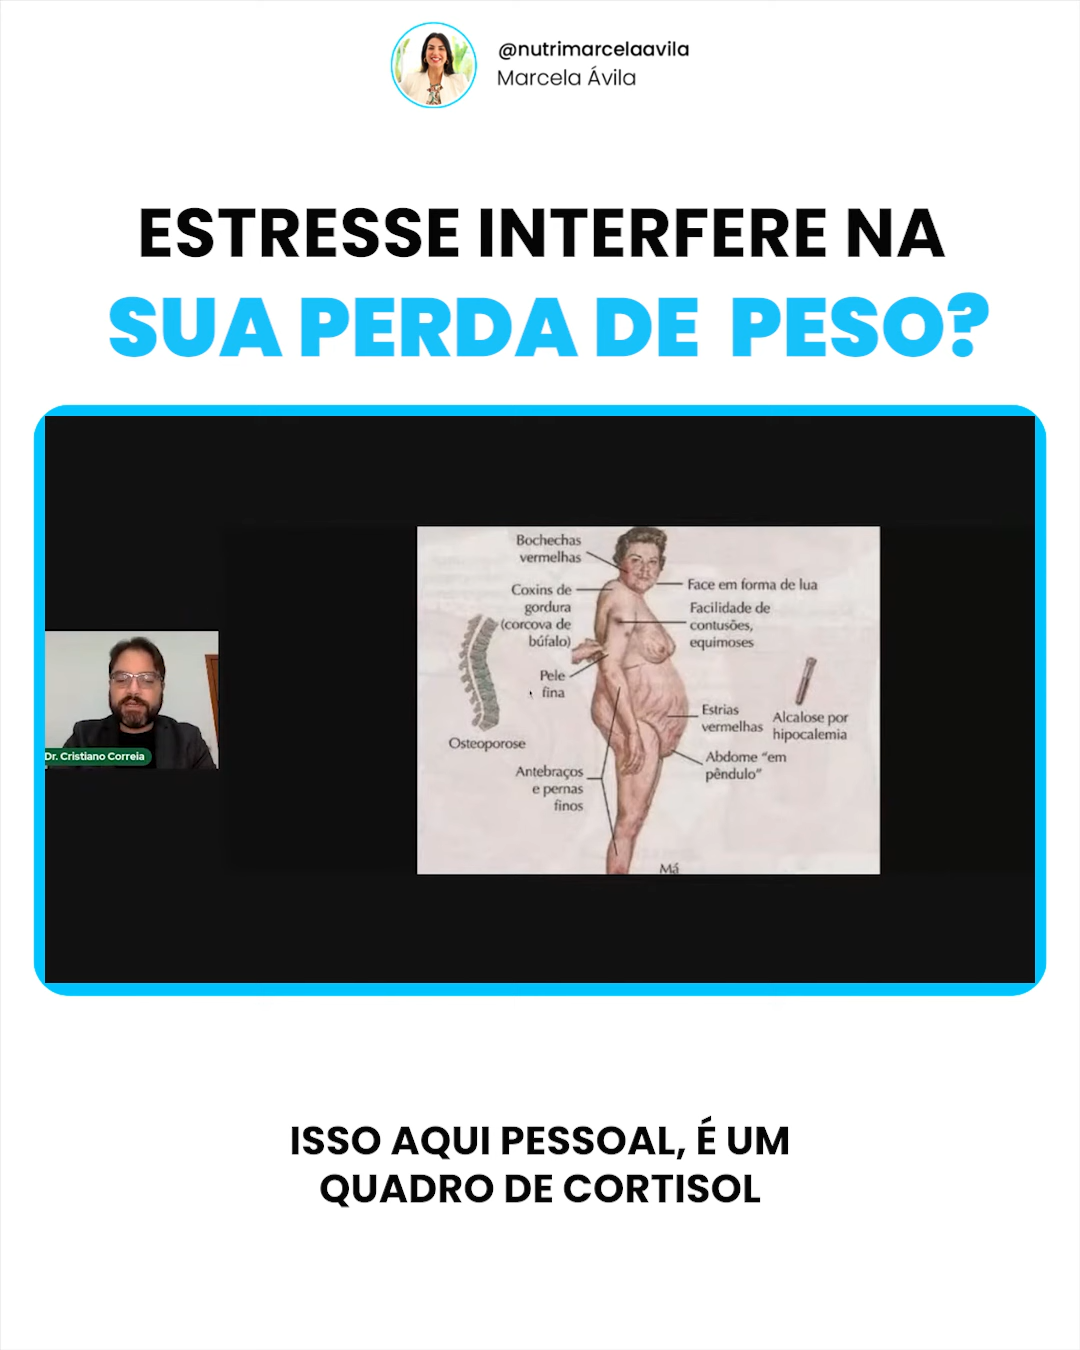 @nutrimarcelaavila
Marcela Ávila
ESTRESSE INTERFERE NA
SUA PERDA DE PESO?
Bochechas
vermelhas
Coxins de
gordura
(corcova de
búfalo)
Pele
fina
Osteoporose
Antebraços
e pernas
finos
Face em forma de lua
Facilidade de
contusões,
equimoses
Estrias
vermelhas
Alcalose por
hipocalemia
Abdome “em
pêndulo”
Má
Dr. Cristiano Correia
ISSO AQUI PESSOAL, É UM
QUADRO DE CORTISOL